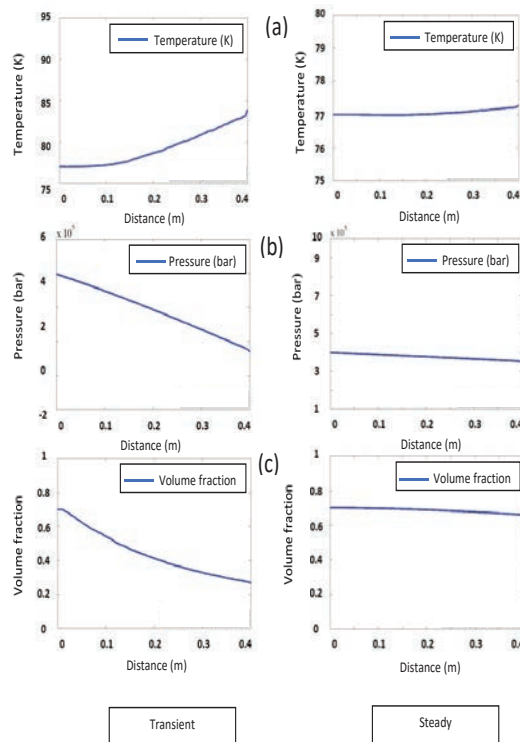 (a)
Temperature (K)
95
90
85
80
75
Temperature (K)
0 0.1 0.2 0.3 0.4
Distance (m)
Temperature (K)
80
79
78
77
76
75
Temperature (K)
0 0.1 0.2 0.3 0.4
Distance (m)
(b)
Pressure (bar)
6
4
2
0
-2
Pressure (bar)
0 0.1 0.2 0.3 0.4
Distance (m)
Pressure (bar)
10
9
7
5
3
1
Pressure (bar)
0 0.1 0.2 0.3 0.4
Distance (m)
(c)
Volume fraction
1
0.8
0.6
0.4
0.2
0
Volume fraction
0 0.1 0.2 0.3 0.4
Distance (m)
Volume fraction
1
0.8
0.6
0.4
0.2
0
Volume fraction
0 0.1 0.2 0.3 0.4
Distance (m)
Transient
Steady